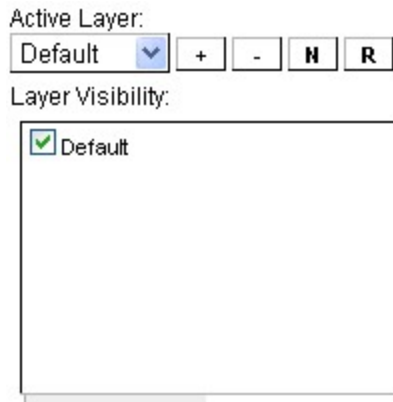 Active Layer:
Default + - N R
Layer Visibility:
Default